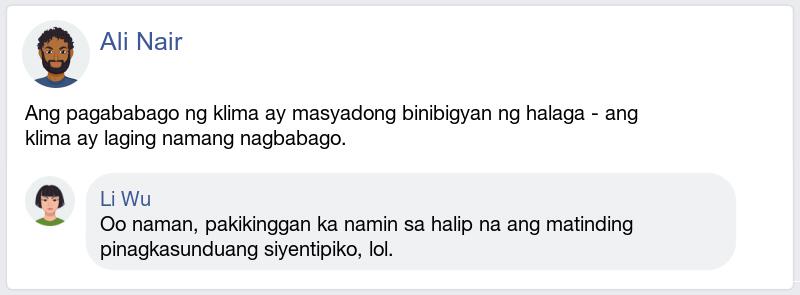 Ali Nair
Ang pagababago ng klima ay masyadong binibigyan ng halaga - ang
klima ay laging namang nagbabago.
Li Wu
Oo naman, pakikinggan ka namin sa halip na ang matinding
pinagkasunduang siyentipiko, lol.